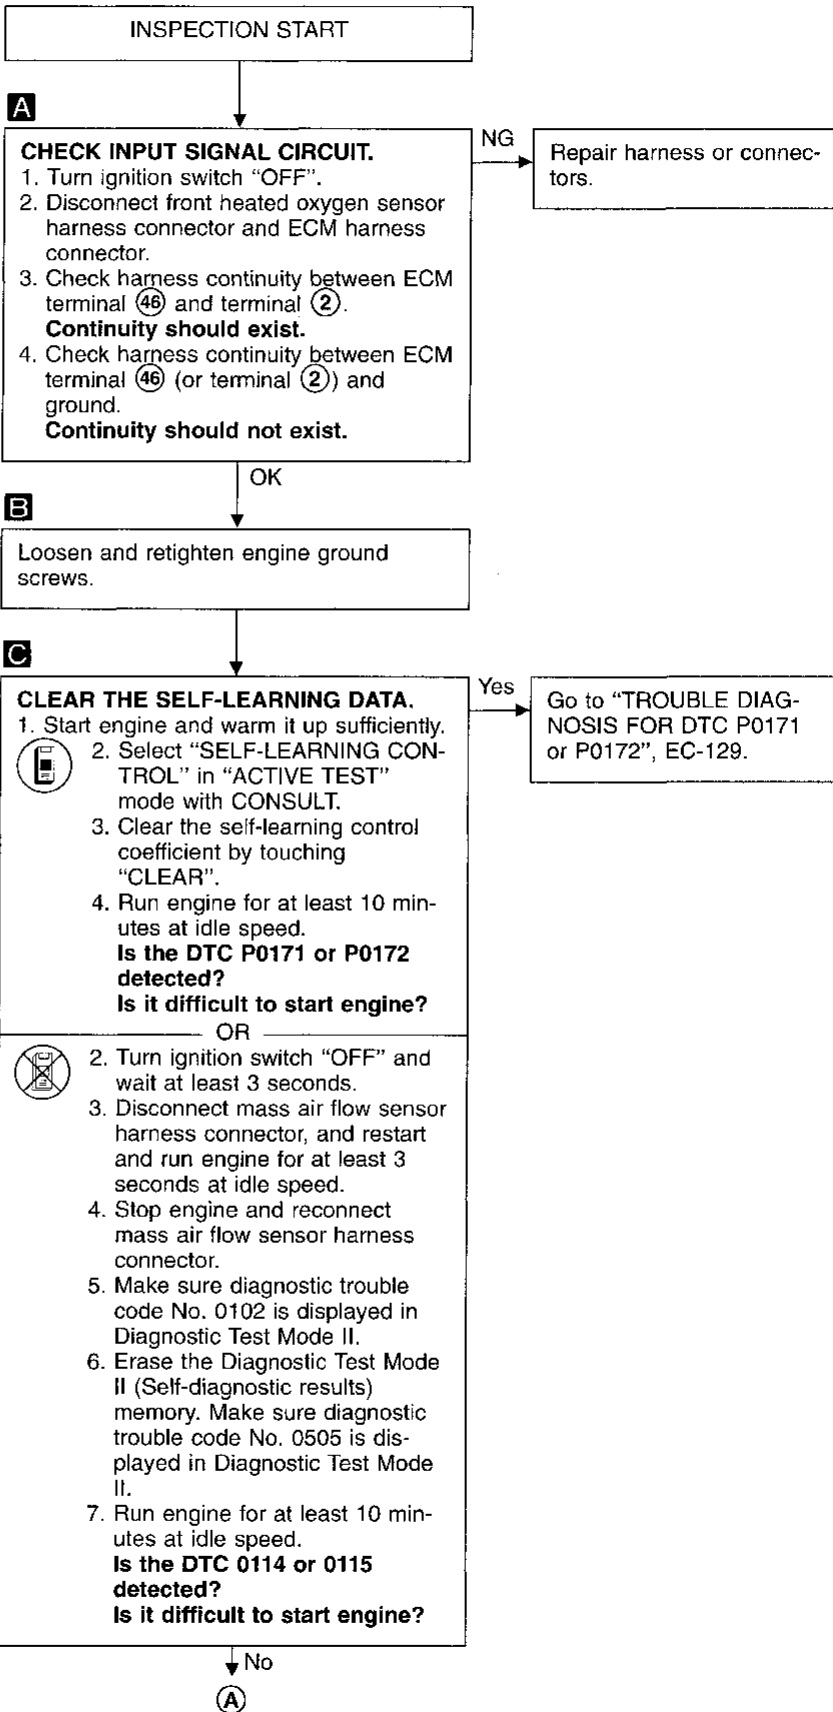 INSPECTION START
A
CHECK INPUT SIGNAL CIRCUIT.
1. Turn ignition switch “OFF”.
2. Disconnect front heated oxygen sensor
harness connector and ECM harness
connector.
3. Check harness continuity between ECM
terminal 46 and terminal 2.
Continuity should exist.
4. Check harness continuity between ECM
terminal 46 (or terminal 2) and
ground.
Continuity should not exist.
NG
Repair harness or connec-
tors.
OK
B
Loosen and retighten engine ground
screws.
C
CLEAR THE SELF-LEARNING DATA.
1. Start engine and warm it up sufficiently.
2. Select “SELF-LEARNING CON-
TROL” in “ACTIVE TEST”
mode with CONSULT.
3. Clear the self-learning control
coefficient by touching
“CLEAR”.
4. Run engine for at least 10 min-
utes at idle speed.
Is the DTC P0171 or P0172
detected?
Is it difficult to start engine?
Yes
Go to “TROUBLE DIAG-
NOSIS FOR DTC P0171
or P0172”, EC-129.
OR
2. Turn ignition switch “OFF” and
wait at least 3 seconds.
3. Disconnect mass air flow sensor
harness connector, and restart
and run engine for at least 3
seconds at idle speed.
4. Stop engine and reconnect
mass air flow sensor harness
connector.
5. Make sure diagnostic trouble
code No. 0102 is displayed in
Diagnostic Test Mode II.
6. Erase the Diagnostic Test Mode
II (Self-diagnostic results)
memory. Make sure diagnostic
trouble code No. 0505 is dis-
played in Diagnostic Test Mode
II.
7. Run engine for at least 10 min-
utes at idle speed.
Is the DTC 0114 or 0115
detected?
Is it difficult to start engine?
No
A